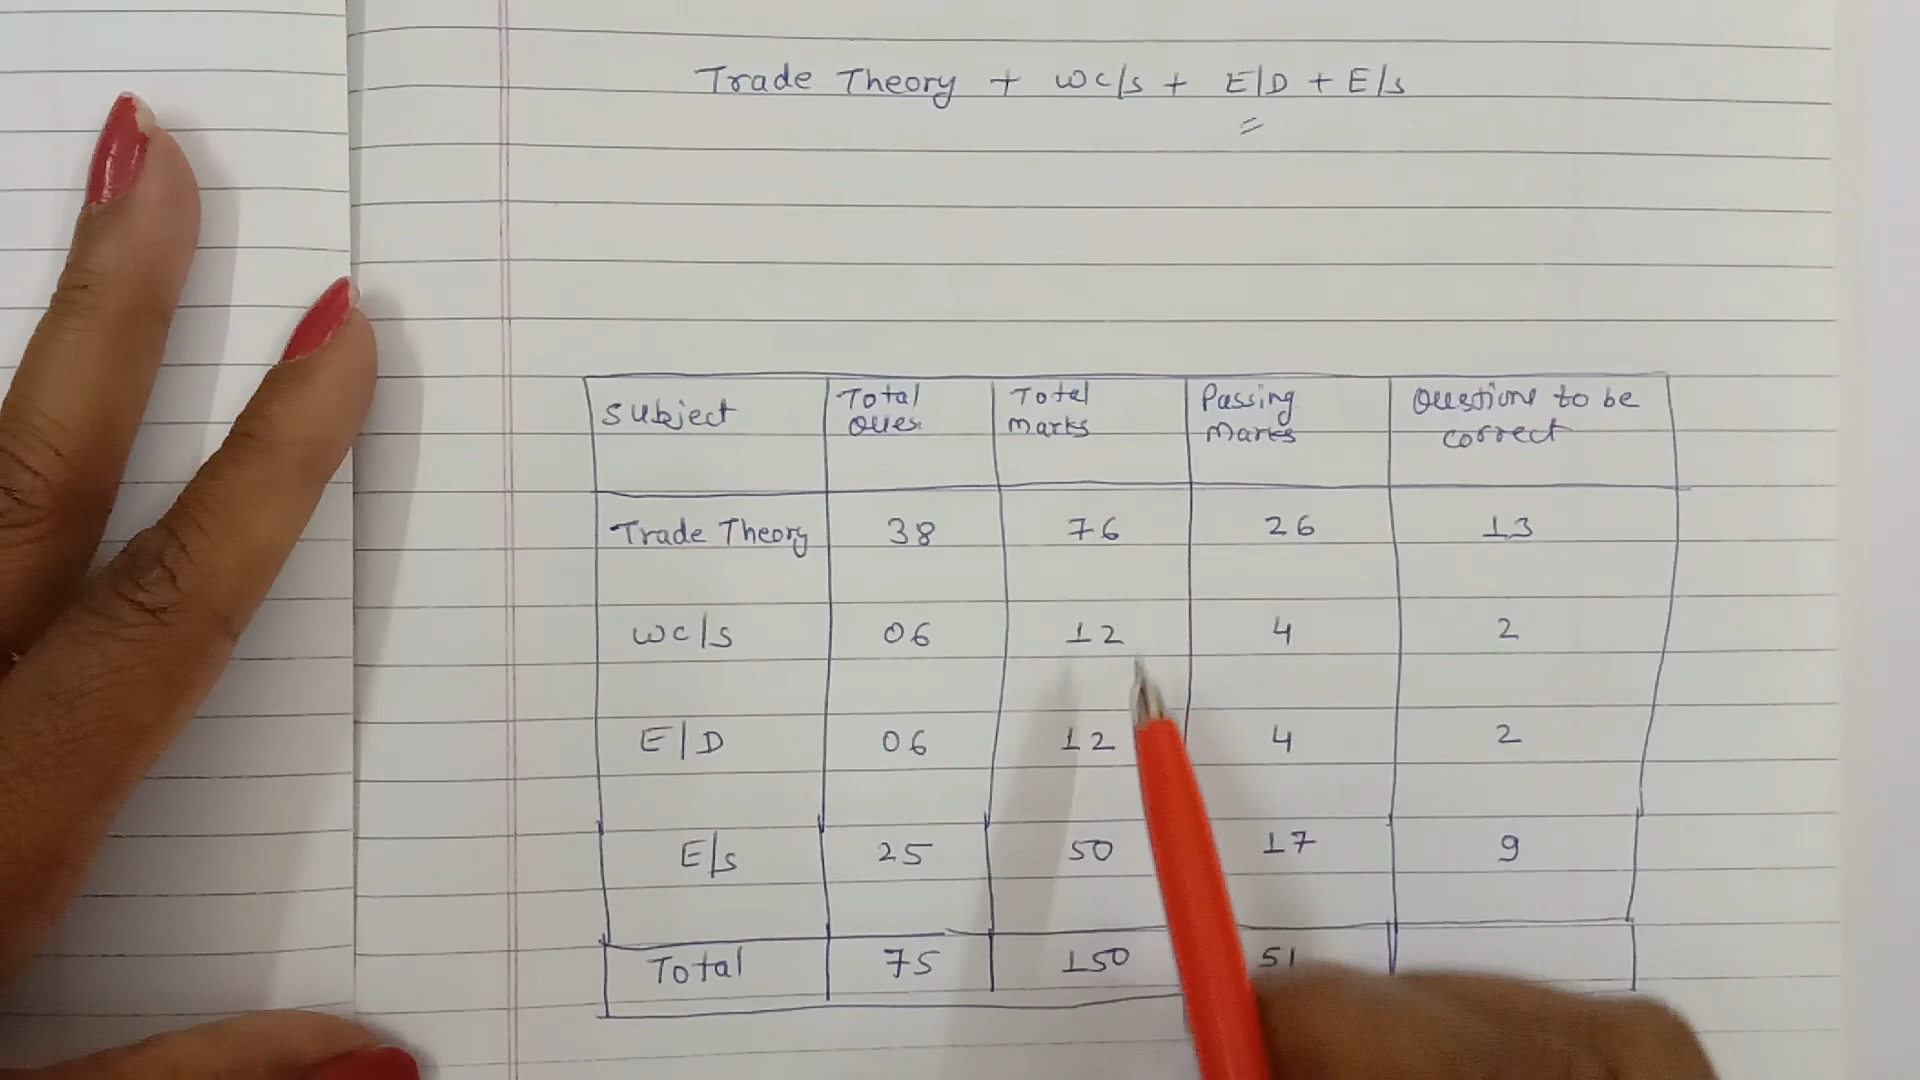 Trade Theory + WC/S + E/D + E/S
Subject | Total Ques. | Total Marks | Passing Marks | Questions to be correct
Trade Theory | 38 | 76 | 26 | 13
WC/S | 06 | 12 | 4 | 2
E/D | 06 | 12 | 4 | 2
E/S | 25 | 50 | 17 | 9
Total | 75 | 150 | 51